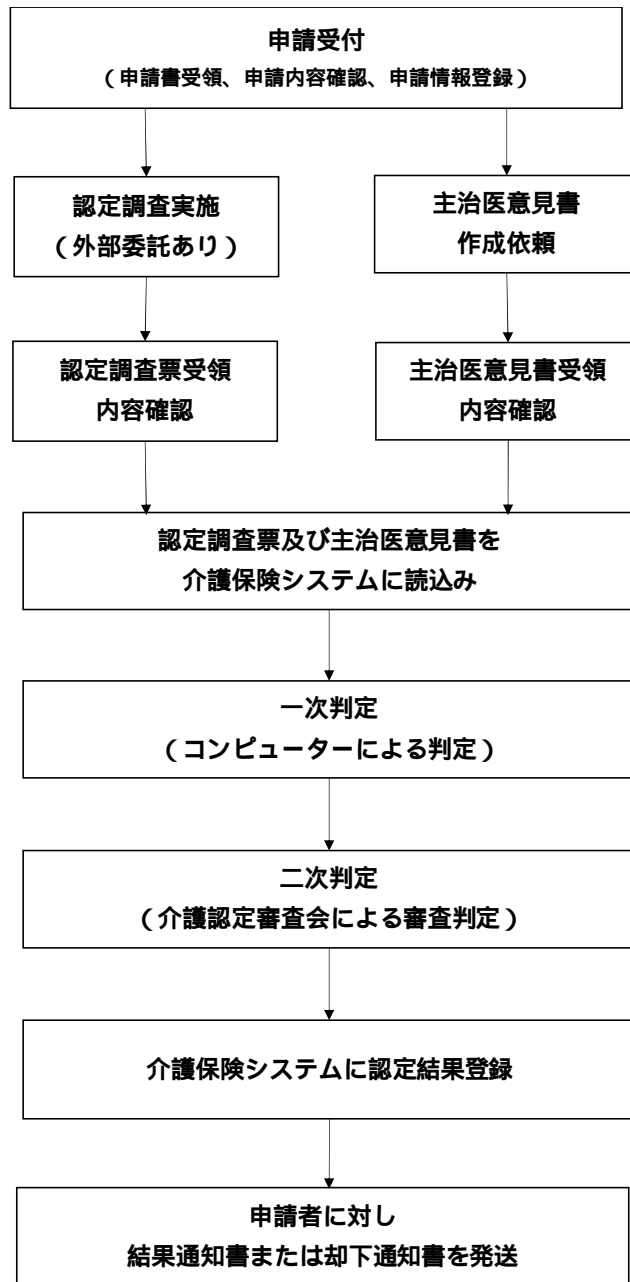 申請受付
（申請書受領、申請内容確認、申請情報登録）
認定調査実施
（外部委託あり）
主治医意見書
作成依頼
認定調査票受領
内容確認
主治医意見書受領
内容確認
認定調査票及び主治医意見書を
介護保険システムに読込み
一次判定
（コンピューターによる判定）
二次判定
（介護認定審査会による審査判定）
介護保険システムに認定結果登録
申請者に対し
結果通知書または却下通知書を発送